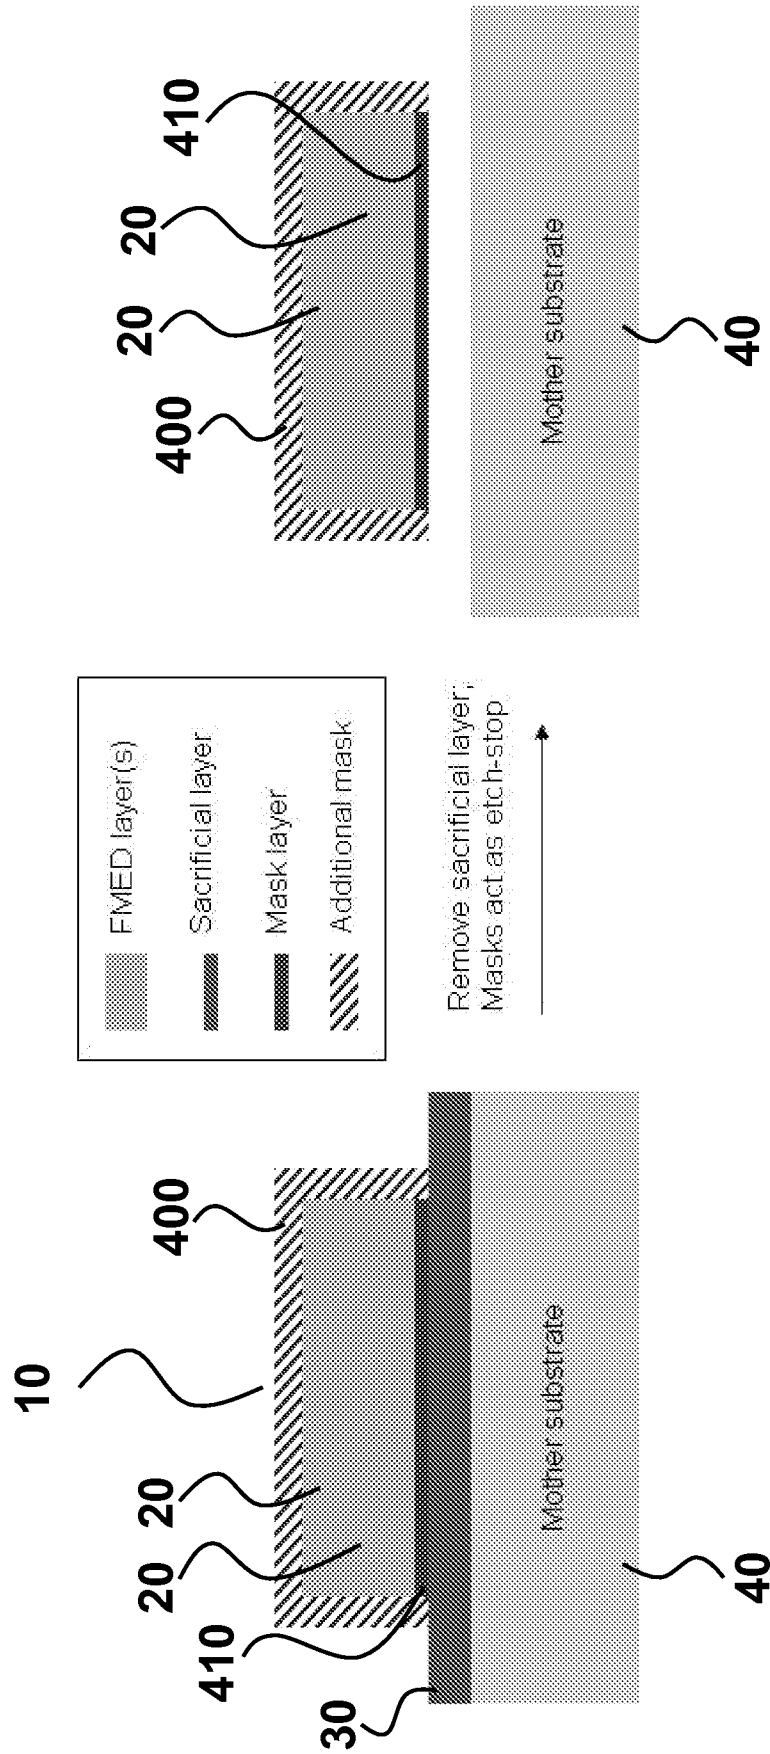 10
400
20
20
410
30
Mother substrate
40
FMED layer(s)
Sacrificial layer
Mask layer
Additional mask
Remove sacrificial layer;
Masks act as etch-stop
410
20
20
400
Mother substrate
40